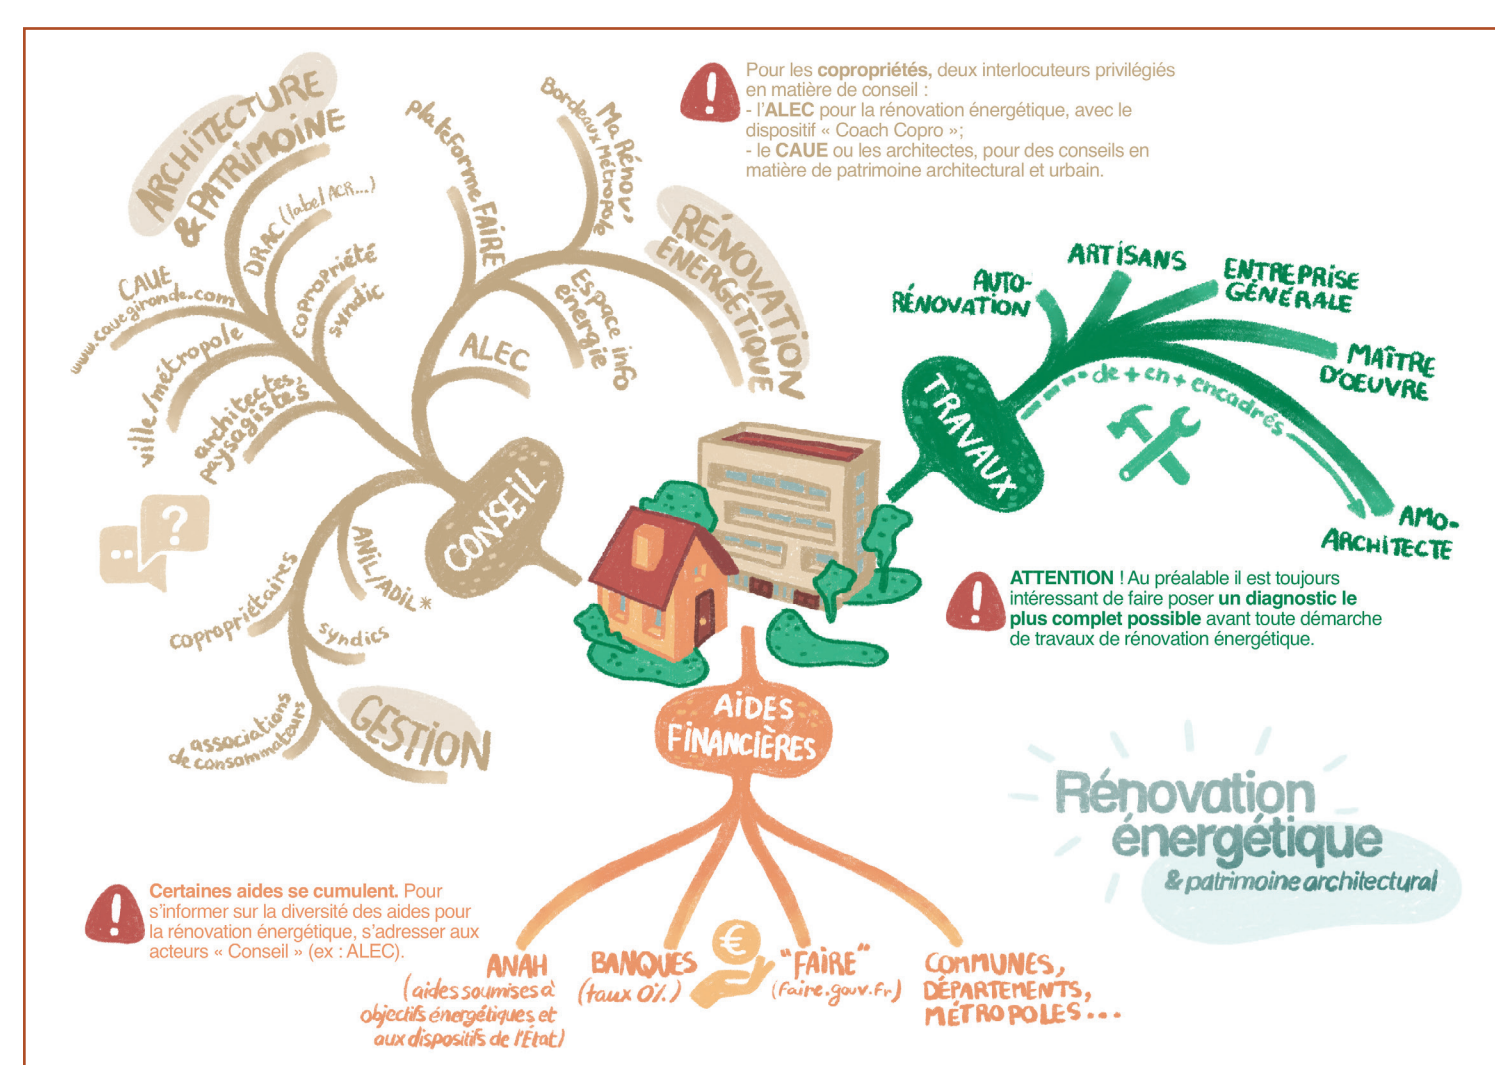 Pour les copropriétés, deux interlocuteurs privilégiés
en matière de conseil :
- l'ALEC pour la rénovation énergétique, avec le
dispositif « Coach Copro »;
- le CAUE ou les architectes, pour des conseils en
matière de patrimoine architectural et urbain.
ARCHITECTURE
& PATRIMOINE
DRAC (label ACR...)
copropriété
syndic
CAUE
www.cauegironde.com
ville/métropole
architectes,
paysagistes
plateforme FAIRE
Ma Rénov'
Bordeaux Métropole
RÉNOVATION
ÉNERGÉTIQUE
Espace info
énergie
ALEC
CONSEIL
ANIL/ADIL*
copropriétaires
syndics
associations
de consommateurs
GESTION
TRAVAUX
AUTO-
RÉNOVATION
ARTISANS
ENTREPRISE
GÉNÉRALE
MAÎTRE
D'OEUVRE
de + en + encadrés
AMO-
ARCHITECTE
ATTENTION ! Au préalable il est toujours
intéressant de faire poser un diagnostic le
plus complet possible avant toute démarche
de travaux de rénovation énergétique.
AIDES
FINANCIÈRES
ANAH
(aides soumises à
objectifs énergétiques et
aux dispositifs de l'État)
BANQUES
(taux 0%)
€
"FAIRE"
(faire.gouv.fr)
COMMUNES,
DÉPARTEMENTS,
MÉTROPOLES...
Certaines aides se cumulent. Pour
s'informer sur la diversité des aides pour
la rénovation énergétique, s'adresser aux
acteurs « Conseil » (ex : ALEC).
Rénovation
énergétique
& patrimoine architectural